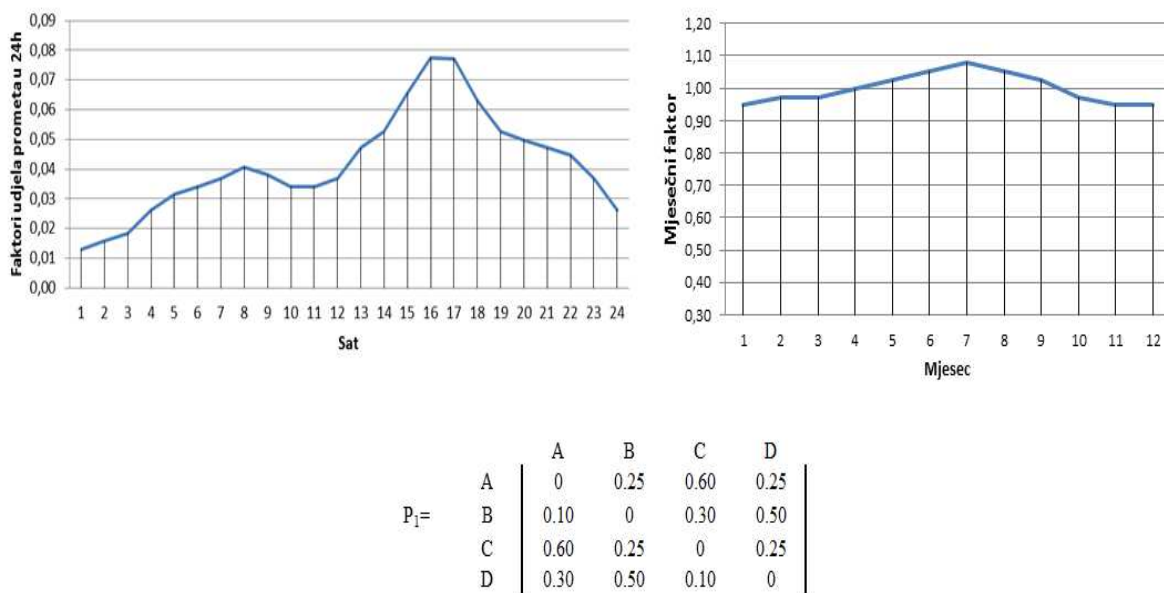 Faktori udjela prometa u 24h
0,09
0,08
0,07
0,06
0,05
0,04
0,03
0,02
0,01
0,00
1 2 3 4 5 6 7 8 9 10 11 12 13 14 15 16 17 18 19 20 21 22 23 24
Sat
Mjesečni faktor
1,20
1,10
1,00
0,90
0,80
0,70
0,60
0,50
0,40
0,30
1 2 3 4 5 6 7 8 9 10 11 12
Mjesec
A B C D
A 0 0.25 0.60 0.25
P₁= B 0.10 0 0.30 0.50
C 0.60 0.25 0 0.25
D 0.30 0.50 0.10 0